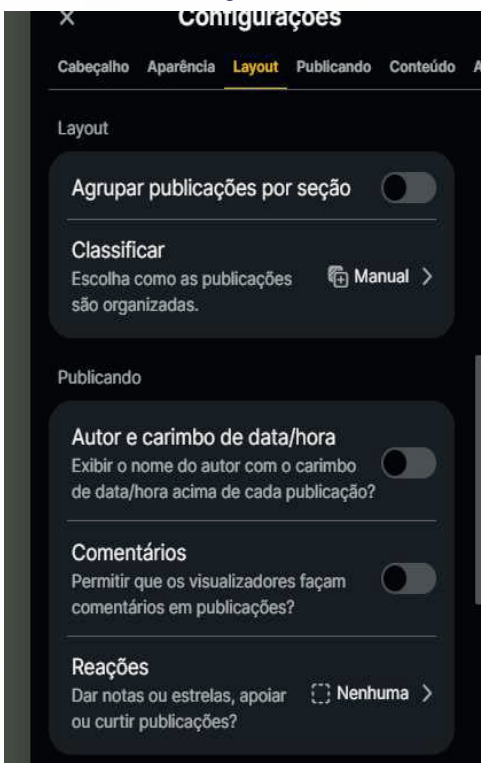 Configurações
Cabeçalho Aparência Layout Publicando Conteúdo A
Layout
Agrupar publicações por seção
Classificar
Escolha como as publicações
são organizadas.
Manual
Publicando
Autor e carimbo de data/hora
Exibir o nome do autor com o carimbo
de data/hora acima de cada publicação?
Comentários
Permitir que os visualizadores façam
comentários em publicações?
Reações
Dar notas ou estrelas, apoiar
ou curtir publicações?
Nenhuma